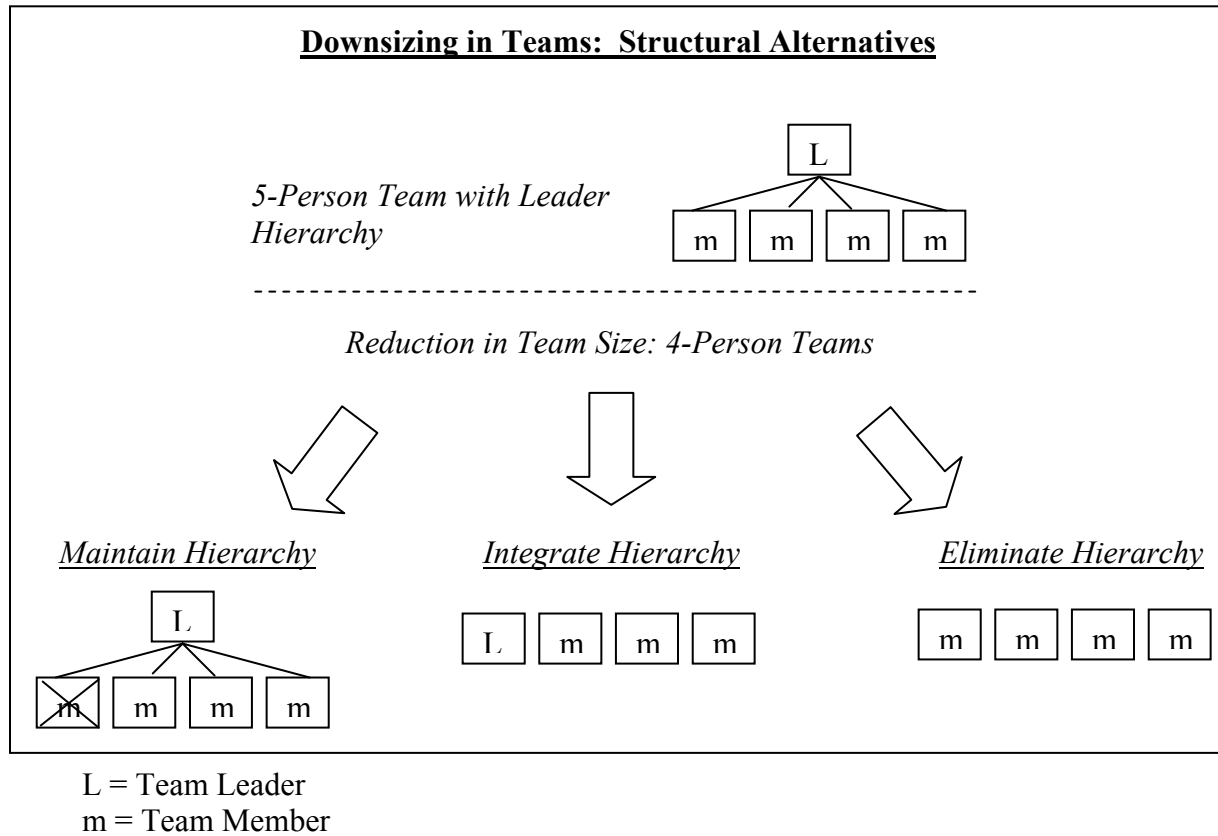 Downsizing in Teams: Structural Alternatives
L
5-Person Team with Leader
Hierarchy
m m m m
Reduction in Team Size: 4-Person Teams
Maintain Hierarchy Integrate Hierarchy Eliminate Hierarchy
L
L m m m m m m m
m m m m
L = Team Leader
m = Team Member